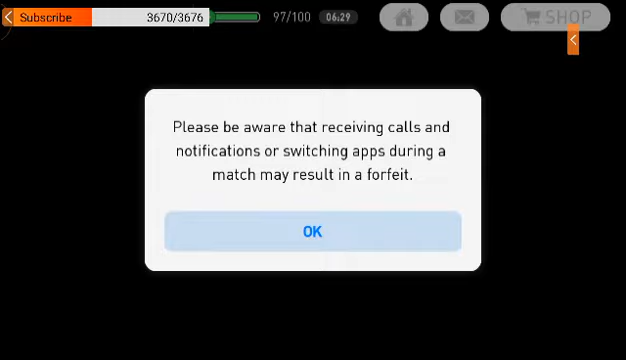 Subscribe 3670/3676 97/100 06:29 SHOP
Please be aware that receiving calls and
notifications or switching apps during a
match may result in a forfeit.
OK